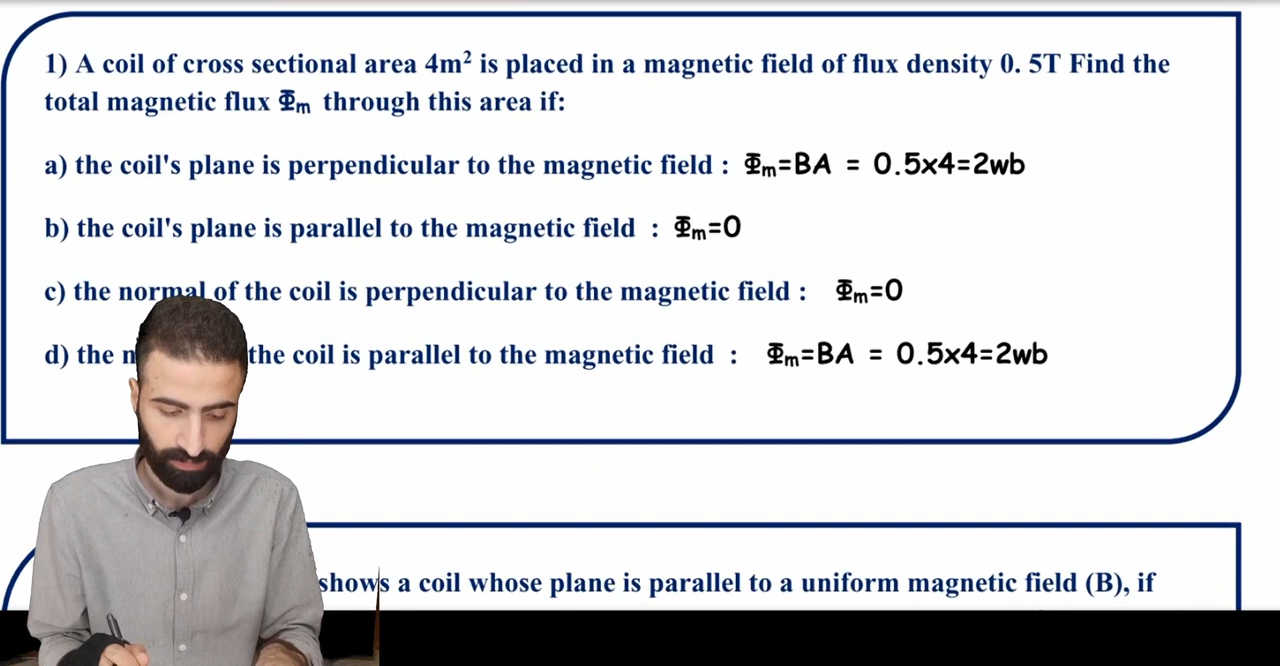 1) A coil of cross sectional area 4m² is placed in a magnetic field of flux density 0. 5T Find the
total magnetic flux Φm through this area if:
a) the coil's plane is perpendicular to the magnetic field : Φm=BA = 0.5x4=2wb
b) the coil's plane is parallel to the magnetic field : Φm=0
c) the normal of the coil is perpendicular to the magnetic field : Φm=0
d) the the coil is parallel to the magnetic field : Φm=BA = 0.5x4=2wb
shows a coil whose plane is parallel to a uniform magnetic field (B), if